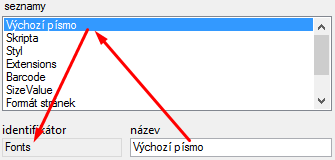 seznamy
Výchozí písmo
Skripta
Styl
Extensions
Barcode
SizeValue
Formát stránek
identifikátor název
Fonts Výchozí písmo